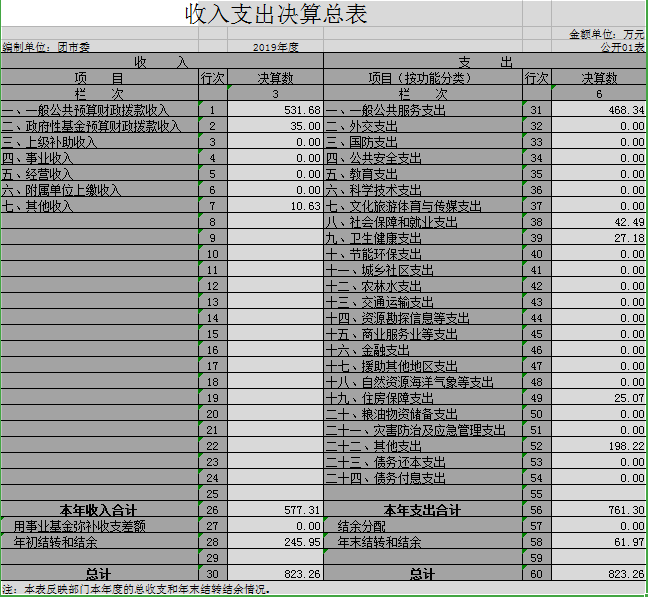 收入支出决算总表
金额单位：万元
编制单位：团市委 2019年度 公开01表
收 入 支 出
项 目 行次 决算数 项目（按功能分类） 行次 决算数
栏 次 3 栏 次 6
一、一般公共预算财政拨款收入 1 531.68 一、一般公共服务支出 31 468.34
二、政府性基金预算财政拨款收入 2 35.00 二、外交支出 32 0.00
三、上级补助收入 3 0.00 三、国防支出 33 0.00
四、事业收入 4 0.00 四、公共安全支出 34 0.00
五、经营收入 5 0.00 五、教育支出 35 0.00
六、附属单位上缴收入 6 0.00 六、科学技术支出 36 0.00
七、其他收入 7 10.63 七、文化旅游体育与传媒支出 37 0.00
8 八、社会保障和就业支出 38 42.49
9 九、卫生健康支出 39 27.18
10 十、节能环保支出 40 0.00
11 十一、城乡社区支出 41 0.00
12 十二、农林水支出 42 0.00
13 十三、交通运输支出 43 0.00
14 十四、资源勘探信息等支出 44 0.00
15 十五、商业服务业等支出 45 0.00
16 十六、金融支出 46 0.00
17 十七、援助其他地区支出 47 0.00
18 十八、自然资源海洋气象等支出 48 0.00
19 十九、住房保障支出 49 25.07
20 二十、粮油物资储备支出 50 0.00
21 二十一、灾害防治及应急管理支出 51 0.00
22 二十二、其他支出 52 198.22
23 二十三、债务还本支出 53 0.00
24 二十四、债务付息支出 54 0.00
25 55
本年收入合计 26 577.31 本年支出合计 56 761.30
用事业基金弥补收支差额 27 0.00 结余分配 57 0.00
年初结转和结余 28 245.95 年末结转和结余 58 61.97
29 59
总计 30 823.26 总计 60 823.26
注：本表反映部门本年度的总收支和年末结转结余情况。